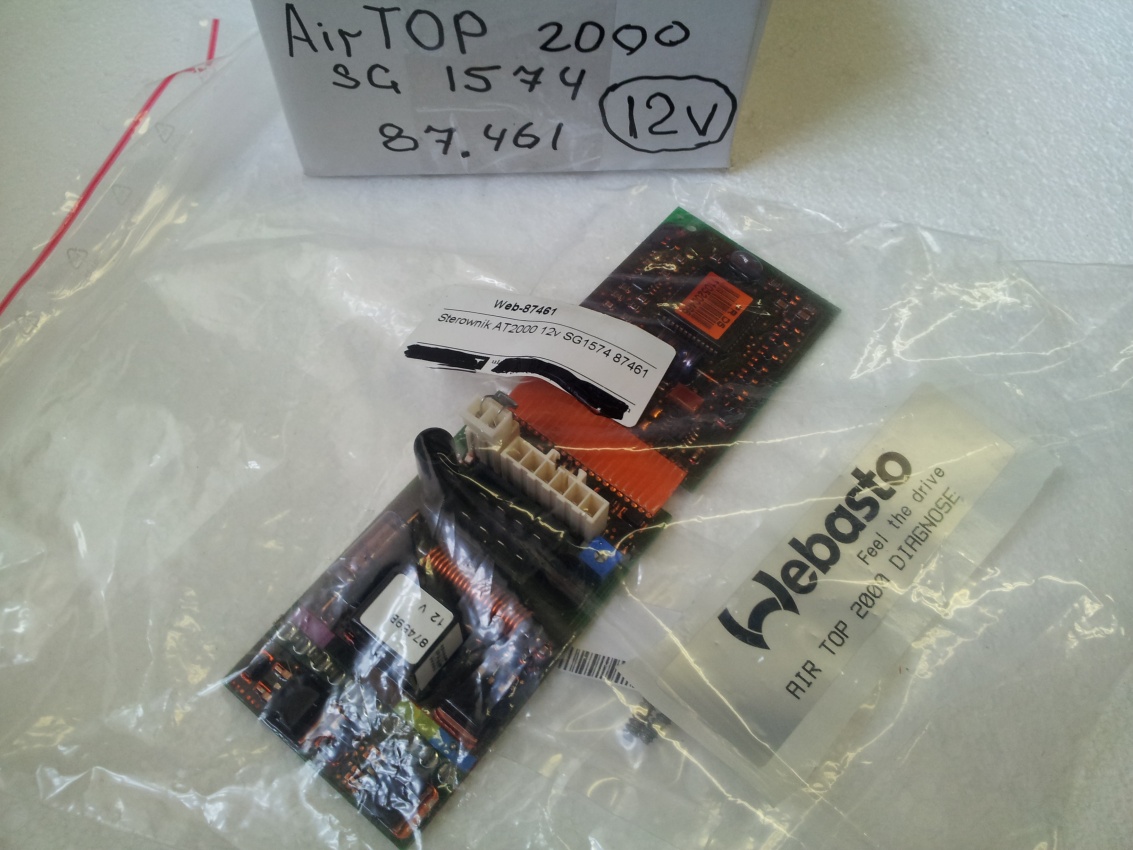 AirTOP 2000
SG 1574
12V
87.461
Web-87461
Sterownik AT2000 12v SG1574 87461
Webasto
Feel the drive
AIR TOP 2000 DIAGNOSE
12 V